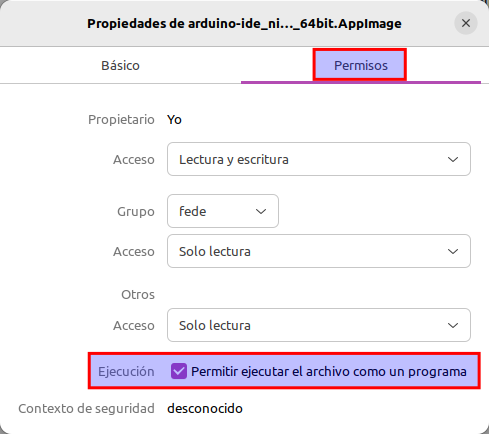 Propiedades de arduino-ide_ni..._64bit.AppImage
Básico Permisos
Propietario Yo
Acceso Lectura y escritura
Grupo fede
Acceso Solo lectura
Otros
Acceso Solo lectura
Ejecución Permitir ejecutar el archivo como un programa
Contexto de seguridad desconocido